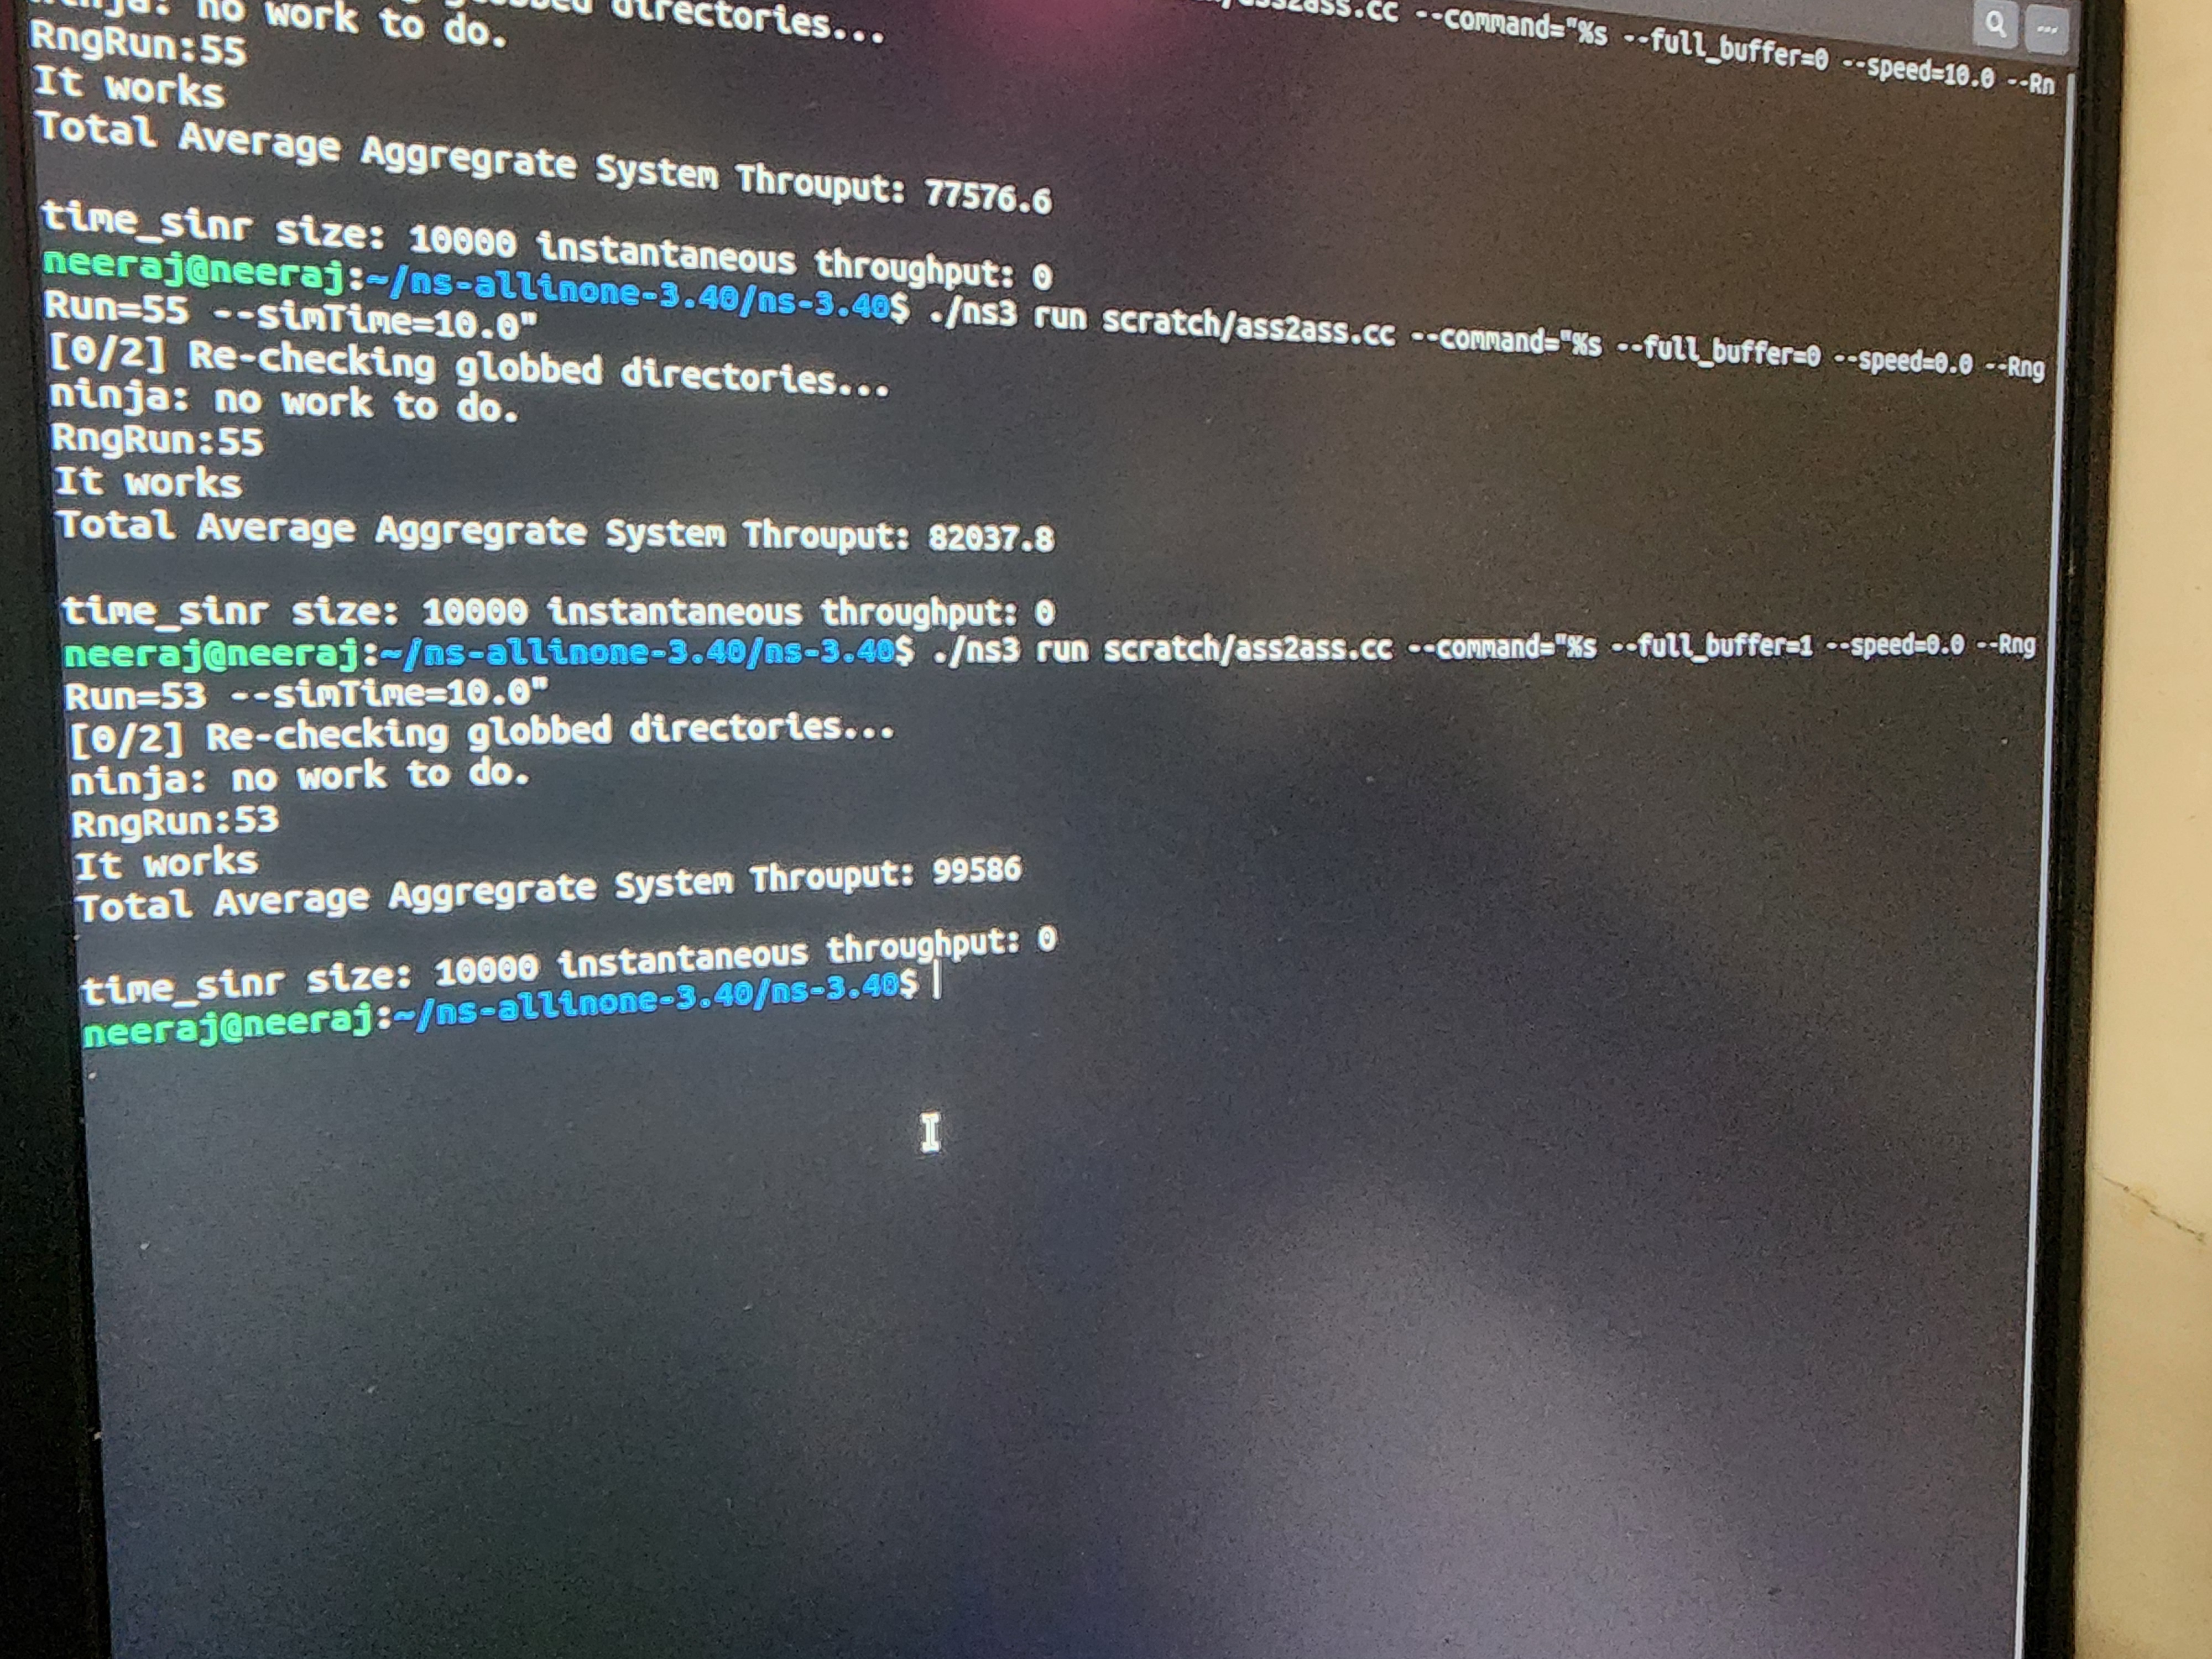 /ass2ass.cc --command="%s --full_buffer=0 --speed=10.0 --Rn
globbed directories...
ninja: no work to do.
RngRun:55
It works
Total Average Aggregrate System Throuput: 77576.6
time_sinr size: 10000 instantaneous throughput: 0
neeraj@neeraj:~/ns-allinone-3.40/ns-3.40$ ./ns3 run scratch/ass2ass.cc --command="%s --full_buffer=0 --speed=0.0 --Rng
Run=55 --simTime=10.0"
[0/2] Re-checking globbed directories...
ninja: no work to do.
RngRun:55
It works
Total Average Aggregrate System Throuput: 82037.8
time_sinr size: 10000 instantaneous throughput: 0
neeraj@neeraj:~/ns-allinone-3.40/ns-3.40$ ./ns3 run scratch/ass2ass.cc --command="%s --full_buffer=1 --speed=0.0 --Rng
Run=53 --simTime=10.0"
[0/2] Re-checking globbed directories...
ninja: no work to do.
RngRun:53
It works
Total Average Aggregrate System Throuput: 99586
time_sinr size: 10000 instantaneous throughput: 0
neeraj@neeraj:~/ns-allinone-3.40/ns-3.40$